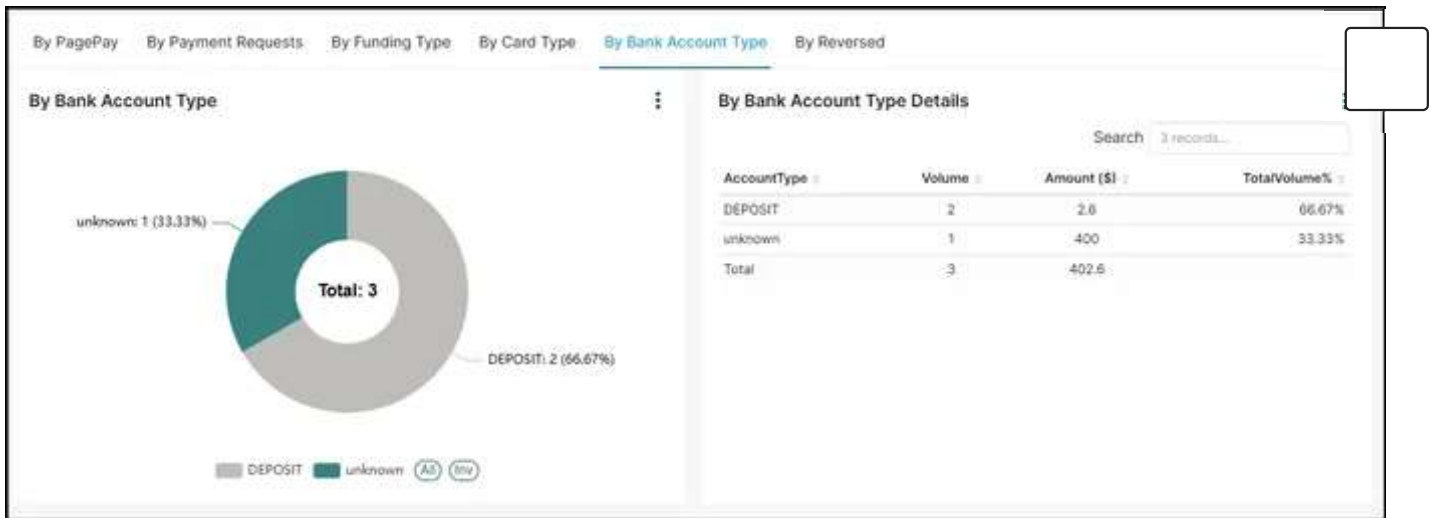 By PagePay By Payment Requests By Funding Type By Card Type By Bank Account Type By Reversed
By Bank Account Type
unknown: 1 (33.33%)
Total: 3
DEPOSIT: 2 (66.67%)
DEPOSIT unknown All Inv
By Bank Account Type Details
Search 3 records...
AccountType Volume Amount ($) TotalVolume%
DEPOSIT 2 2.6 66.67%
unknown 1 400 33.33%
Total 3 402.6